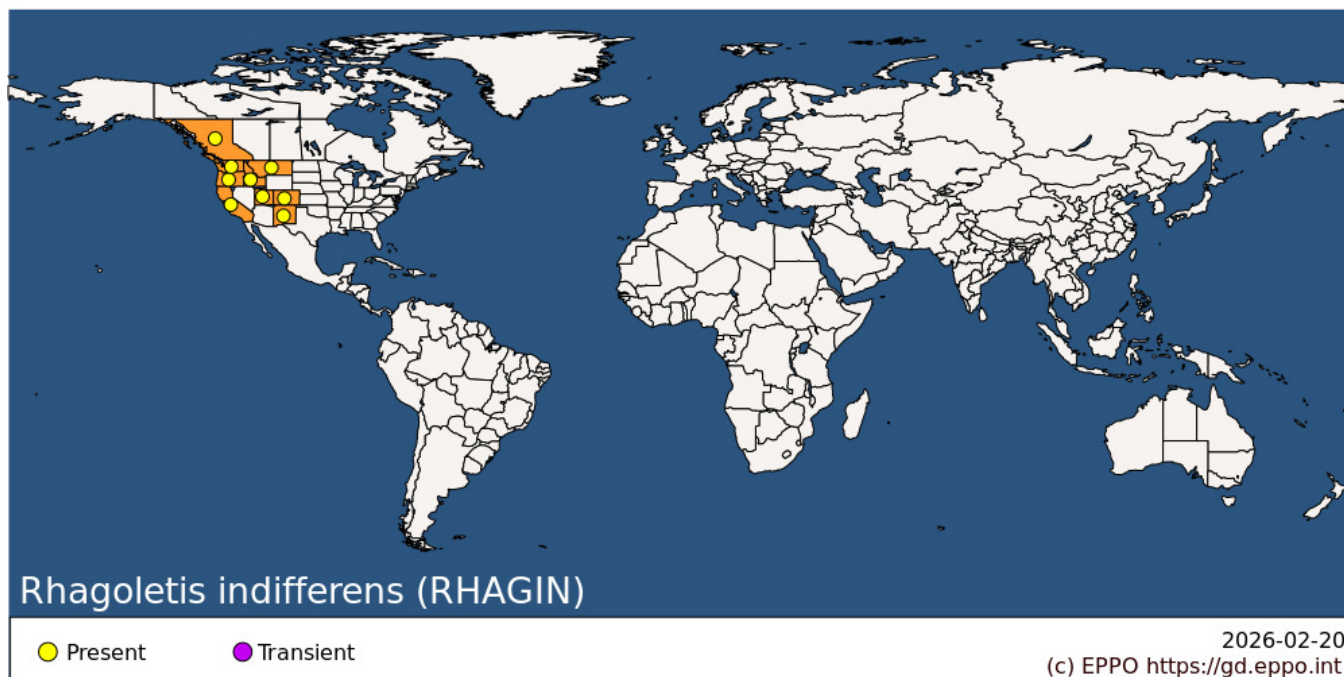 Rhagoletis indifferens (RHAGIN)
Present
Transient
2026-02-20
(c) EPPO https://gd.eppo.int